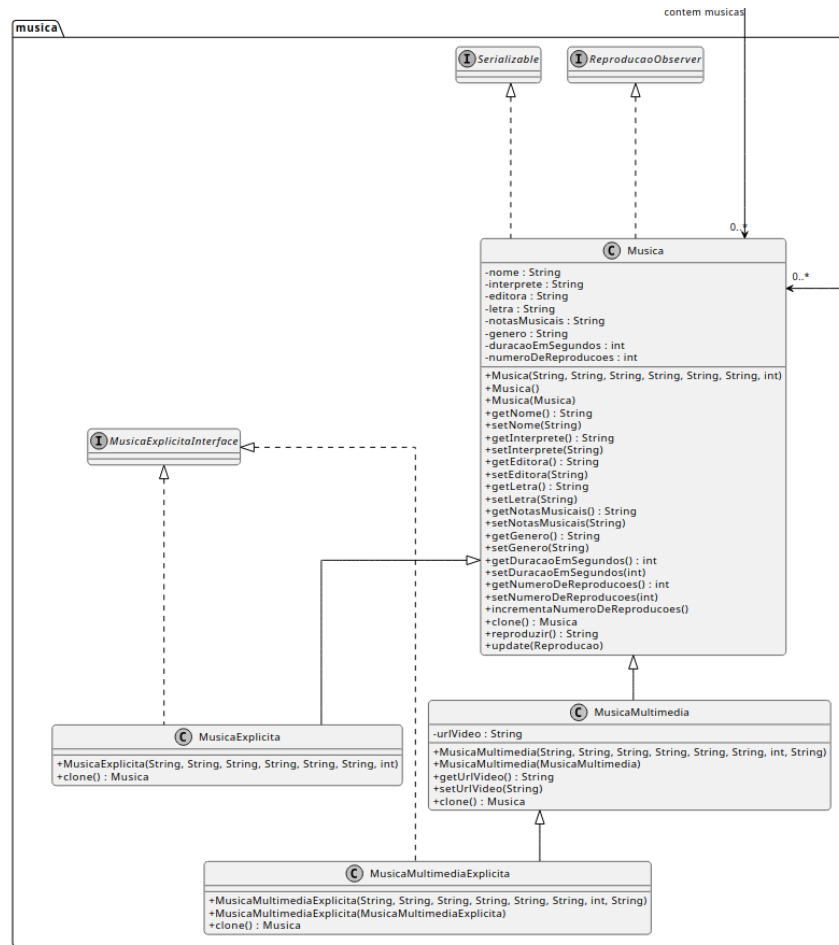 contem musicas
musica
I Serializable
I ReproducaoObserver
0..*
C Musica
-nome : String
-interprete : String
-editora : String
-letra : String
-notasMusicais : String
-genero : String
-duracaoEmSegundos : int
-numeroDeReproducoes : int
0..*
+Musica(String, String, String, String, String, String, int)
+Musica()
+Musica(Musica)
+getNome() : String
+setNome(String)
+getInterprete() : String
+setInterprete(String)
+getEditora() : String
+setEditora(String)
+getLetra() : String
+setLetra(String)
+getNotasMusicais() : String
+setNotasMusicais(String)
+getGenero() : String
+setGenero(String)
+getDuracaoEmSegundos() : int
+setDuracaoEmSegundos(int)
+getNumeroDeReproducoes() : int
+setNumeroDeReproducoes(int)
+incrementaNumeroDeReproducoes()
+clone() : Musica
+reproduzir() : String
+update(Reproducao)
I MusicaExplicitaInterface
C MusicaExplicita
+MusicaExplicita(String, String, String, String, String, String, int)
+clone() : Musica
C MusicaMultimedia
-urlVideo : String
+MusicaMultimedia(String, String, String, String, String, String, int, String)
+MusicaMultimedia(MusicaMultimedia)
+getUrlVideo() : String
+setUrlVideo(String)
+clone() : Musica
C MusicaMultimediaExplicita
+MusicaMultimediaExplicita(String, String, String, String, String, String, int, String)
+MusicaMultimediaExplicita(MusicaMultimediaExplicita)
+clone() : Musica